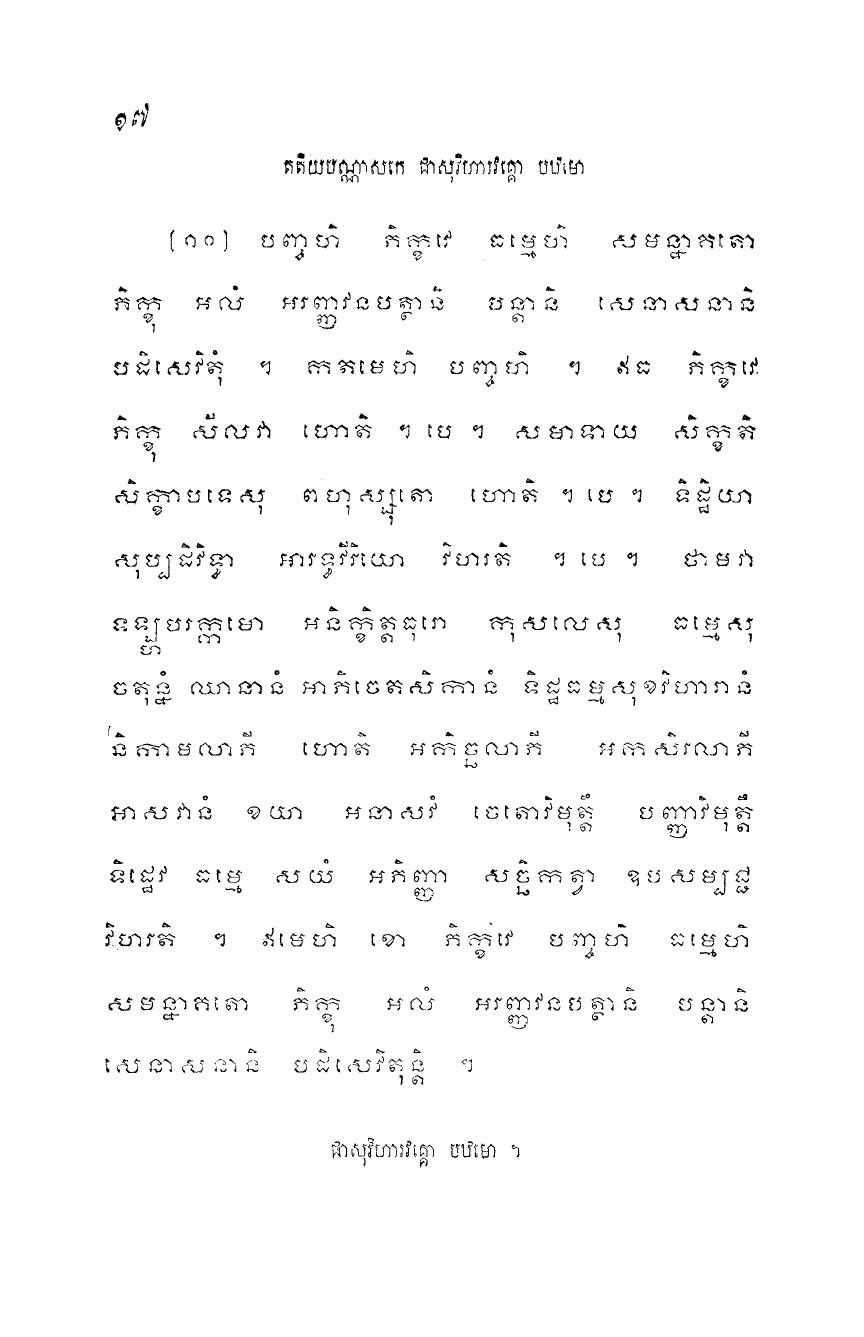 ១៧
តតិយបណ្ណាសកេ ផាសុវិហារវគ្គោ បឋមោ
[១០] បញ្ចហិ ភិក្ខវេ ធម្មេហិ សមន្នាគតោ
ភិក្ខុ អលំ អរញ្ញវនបត្ថានិ បន្តានិ សេនាសនានិ
បដិសេវិតុំ ។ កតមេហិ បញ្ចហិ ។ ឥធ ភិក្ខវេ
ភិក្ខុ សីលវា ហោតិ ។ បេ ។ សមាទាយ សិក្ខតិ
សិក្ខាបទេសុ ពហុស្សុតោ ហោតិ ។ បេ ។ ទិដ្ឋិយា
សុប្បដិវិទ្ធា អារទ្ធវីរិយោ វិហរតិ ។ បេ ។ ថាមវា
ទឡ្ហបរក្កមោ អនិក្ខិត្តធុរោ កុសលេសុ ធម្មេសុ
ចតុន្នំ ឈានានំ អាភិចេតសិកានំ ទិដ្ឋធម្មសុខវិហារានំ
និកាមលាភី ហោតិ អកិច្ឆលាភី អកសិរលាភី
អាសវានំ ខយា អនាសវំ ចេតោវិមុត្តឹ បញ្ញាវិមុត្តឹ
ទិដ្ឋេវ ធម្មេ សយំ អភិញ្ញា សច្ឆិកត្វា ឧបសម្បជ្ជ
វិហរតិ ។ ឥមេហិ ខោ ភិក្ខវេ បញ្ចហិ ធម្មេហិ
សមន្នាគតោ ភិក្ខុ អលំ អរញ្ញវនបត្ថានិ បន្តានិ
សេនាសនានិ បដិសេវិតុន្តិ ។
ផាសុវិហារវគ្គោ បឋមោ ។